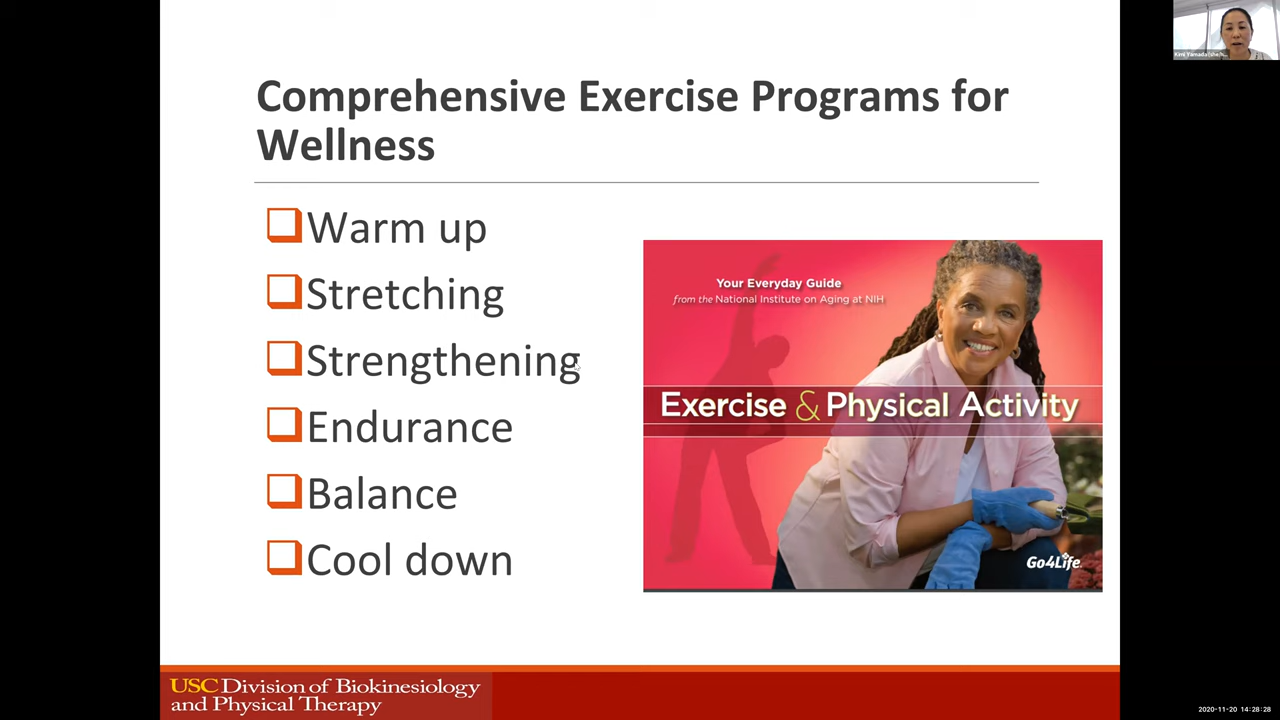 Comprehensive Exercise Programs for
Wellness
Warm up
Stretching
Strengthening
Endurance
Balance
Cool down
Your Everyday Guide
from the National Institute on Aging at NIH
Exercise & Physical Activity
Go4Life
USC Division of Biokinesiology
and Physical Therapy
2020-11-20 14:28:28